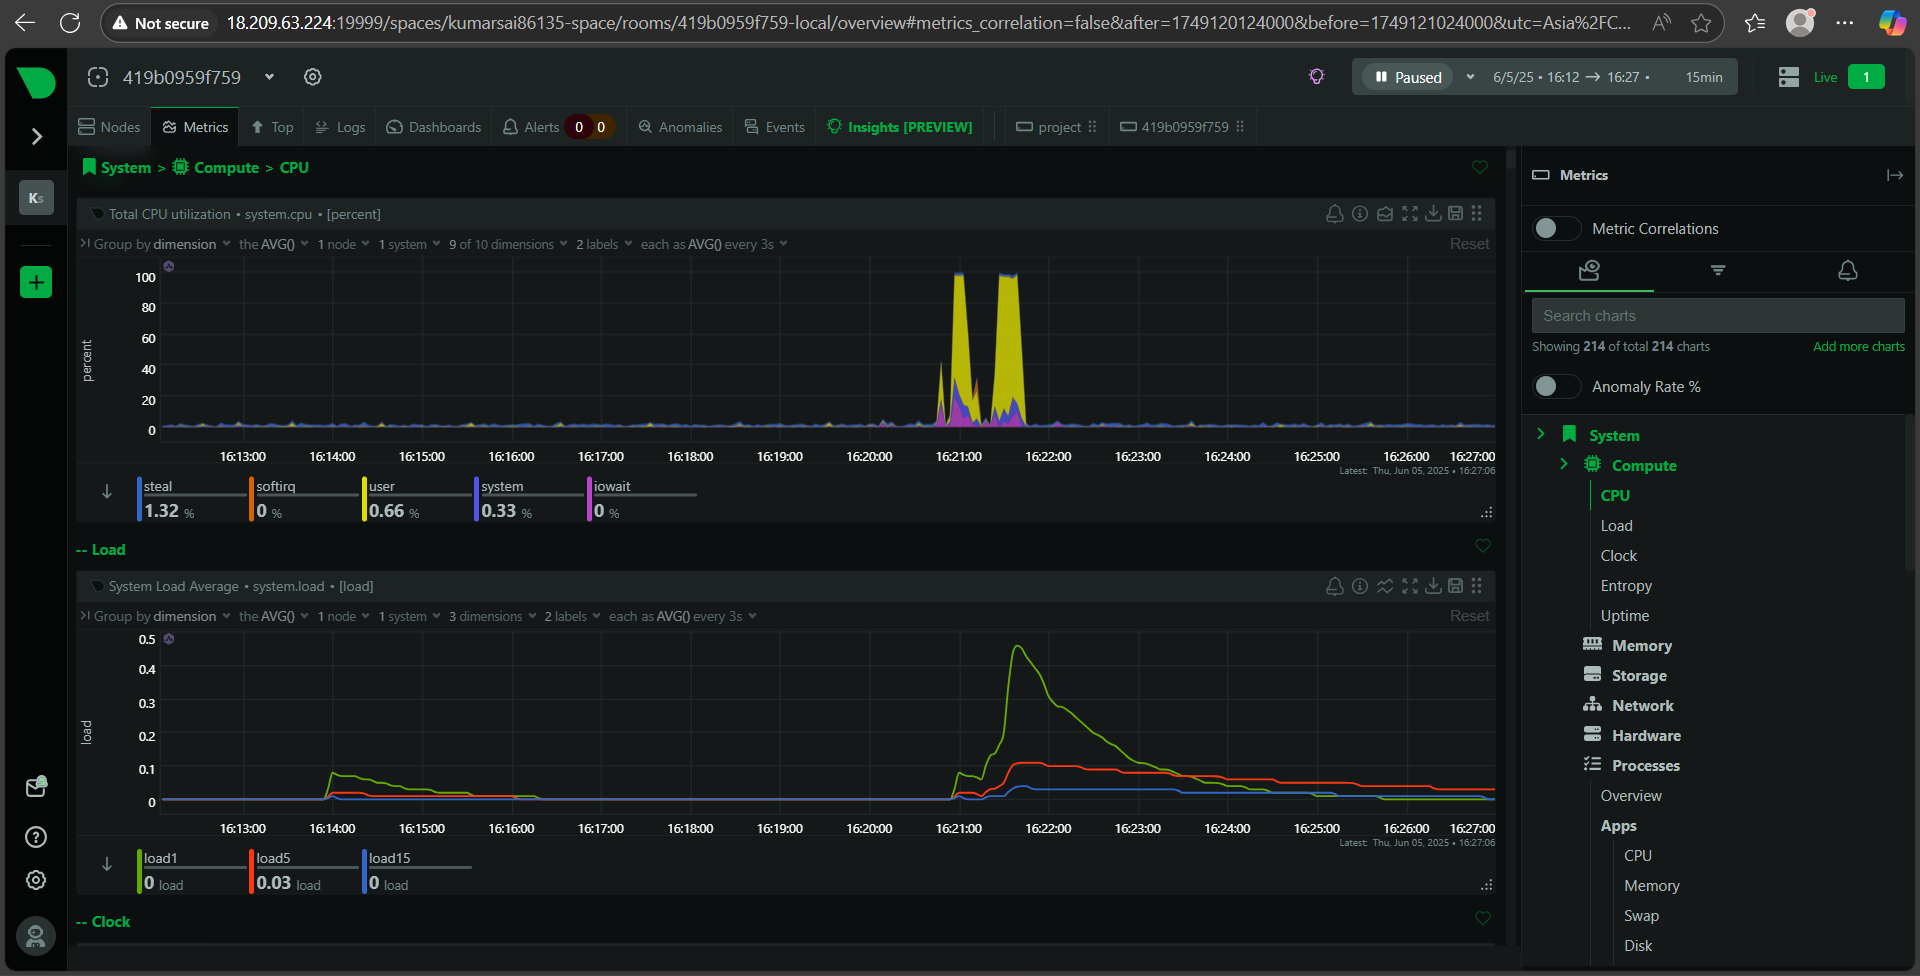 Not secure 18.209.63.224:19999/spaces/kumarsai86135-space/rooms/419b0959f759-local/overview#metrics_correlation=false&after=1749120124000&before=1749121024000&utc=Asia%2FC...
419b0959f759 Paused 6/5/25 • 16:12 → 16:27 • 15min Live 1
Nodes Metrics Top Logs Dashboards Alerts 0 0 Anomalies Events Insights [PREVIEW] project 419b0959f759
System > Compute > CPU
Total CPU utilization • system.cpu • [percent]
Group by dimension the AVG() 1 node 1 system 9 of 10 dimensions 2 labels each as AVG() every 3s Reset
percent
100
80
60
40
20
0
16:13:00 16:14:00 16:15:00 16:16:00 16:17:00 16:18:00 16:19:00 16:20:00 16:21:00 16:22:00 16:23:00 16:24:00 16:25:00 16:26:00 16:27:00
Latest: Thu, Jun 05, 2025 • 16:27:06
steal softirq user system iowait
1.32 % 0 % 0.66 % 0.33 % 0 %
-- Load
System Load Average • system.load • [load]
Group by dimension the AVG() 1 node 1 system 3 dimensions 2 labels each as AVG() every 3s Reset
load
0.5
0.4
0.3
0.2
0.1
0
16:13:00 16:14:00 16:15:00 16:16:00 16:17:00 16:18:00 16:19:00 16:20:00 16:21:00 16:22:00 16:23:00 16:24:00 16:25:00 16:26:00 16:27:00
Latest: Thu, Jun 05, 2025 • 16:27:06
load1 load5 load15
0 load 0.03 load 0 load
-- Clock
Ks
Metrics
Metric Correlations
Search charts
Showing 214 of total 214 charts Add more charts
Anomaly Rate %
System
Compute
CPU
Load
Clock
Entropy
Uptime
Memory
Storage
Network
Hardware
Processes
Overview
Apps
CPU
Memory
Swap
Disk